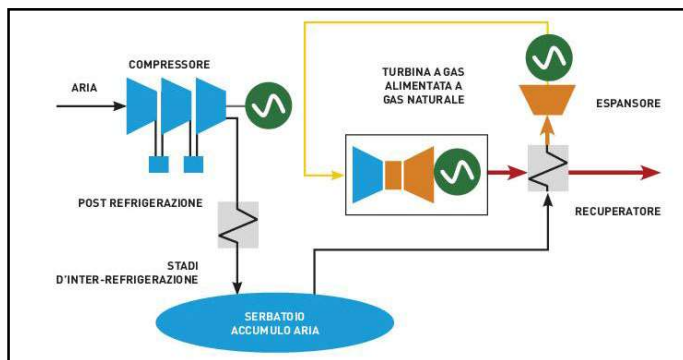 COMPRESSORE
ARIA
TURBINA A GAS
ALIMENTATA A
GAS NATURALE
ESPANSORE
POST REFRIGERAZIONE
RECUPERATORE
STADI
D'INTER-REFRIGERAZIONE
SERBATOIO
ACCUMULO ARIA